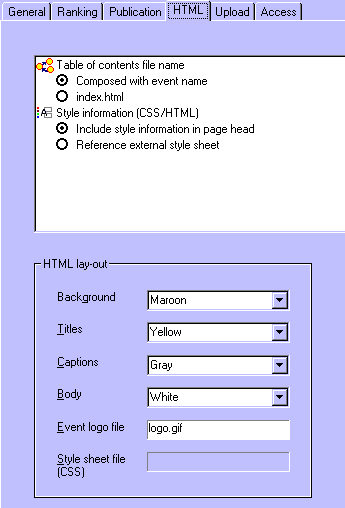 General Ranking Publication HTML Upload Access
Table of contents file name
Composed with event name
index.html
Style information (CSS/HTML)
Include style information in page head
Reference external style sheet
HTML lay-out
Background Maroon
Titles Yellow
Captions Gray
Body White
Event logo file logo.gif
Style sheet file
(CSS)